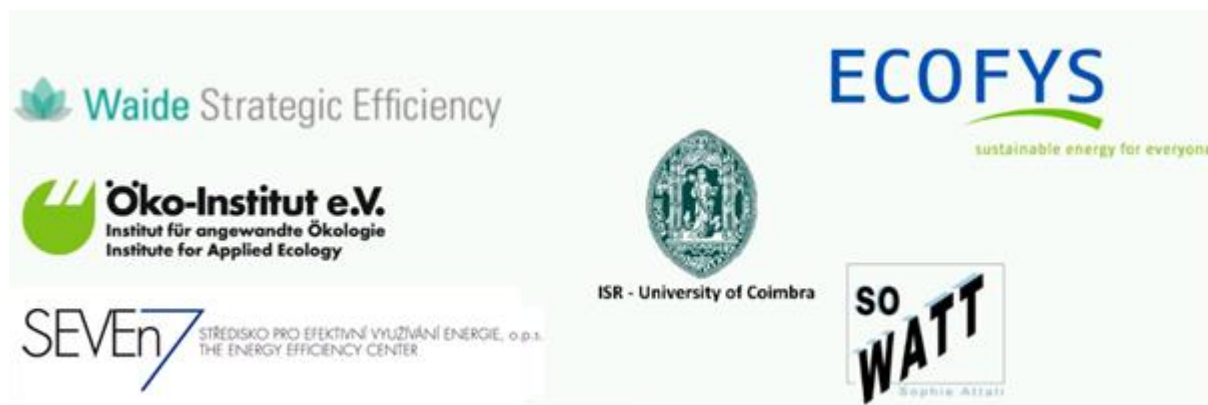 Waide Strategic Efficiency
ECOFYS
sustainable energy for everyone
Öko-Institut e.V.
Institut für angewandte Ökologie
Institute for Applied Ecology
ISR - University of Coimbra
SEVEn7
STŘEDISKO PRO EFEKTIVNÍ VYUŽÍVÁNÍ ENERGIE, o.p.s.
THE ENERGY EFFICIENCY CENTER
SO
WATT
Sophie Attali